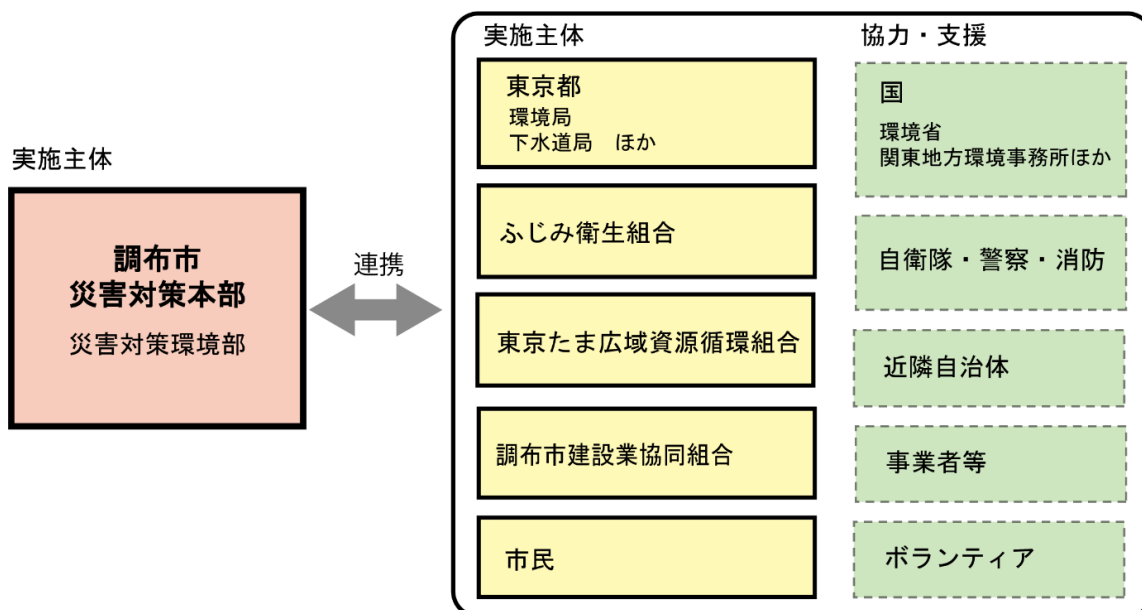 実施主体
調布市
災害対策本部
災害対策環境部
連携
実施主体
東京都
環境局
下水道局　ほか
ふじみ衛生組合
東京たま広域資源循環組合
調布市建設業協同組合
市民
協力・支援
国
環境省
関東地方環境事務所ほか
自衛隊・警察・消防
近隣自治体
事業者等
ボランティア